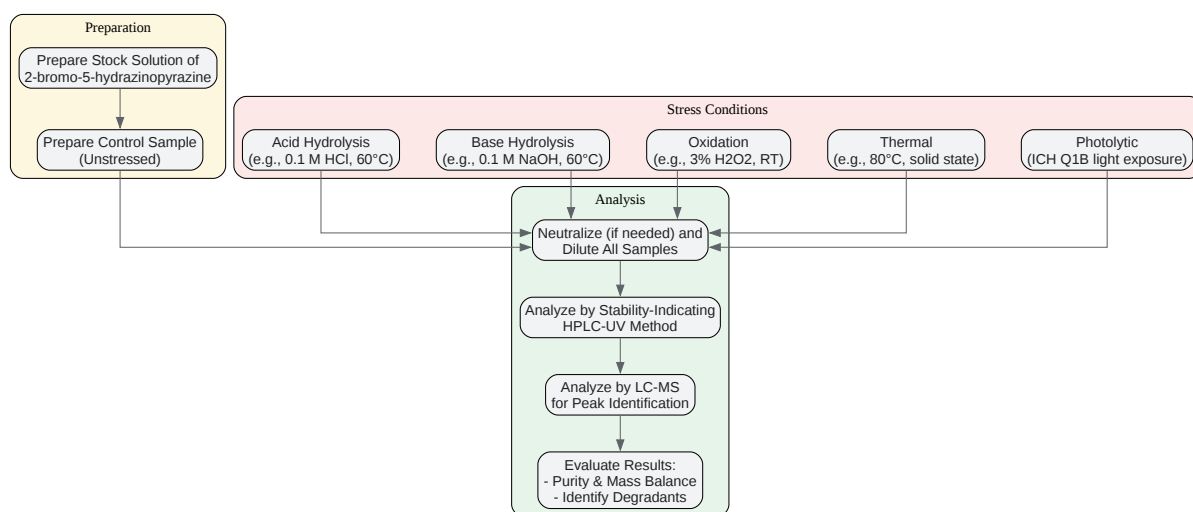 Preparation
Prepare Stock Solution of
2-bromo-5-hydrazinopyrazine
Prepare Control Sample
(Unstressed)
Stress Conditions
Acid Hydrolysis
(e.g., 0.1 M HCl, 60°C)
Base Hydrolysis
(e.g., 0.1 M NaOH, 60°C)
Oxidation
(e.g., 3% H2O2, RT)
Thermal
(e.g., 80°C, solid state)
Photolytic
(ICH Q1B light exposure)
Analysis
Neutralize (if needed) and
Dilute All Samples
Analyze by Stability-Indicating
HPLC-UV Method
Analyze by LC-MS
for Peak Identification
Evaluate Results:
- Purity & Mass Balance
- Identify Degradants